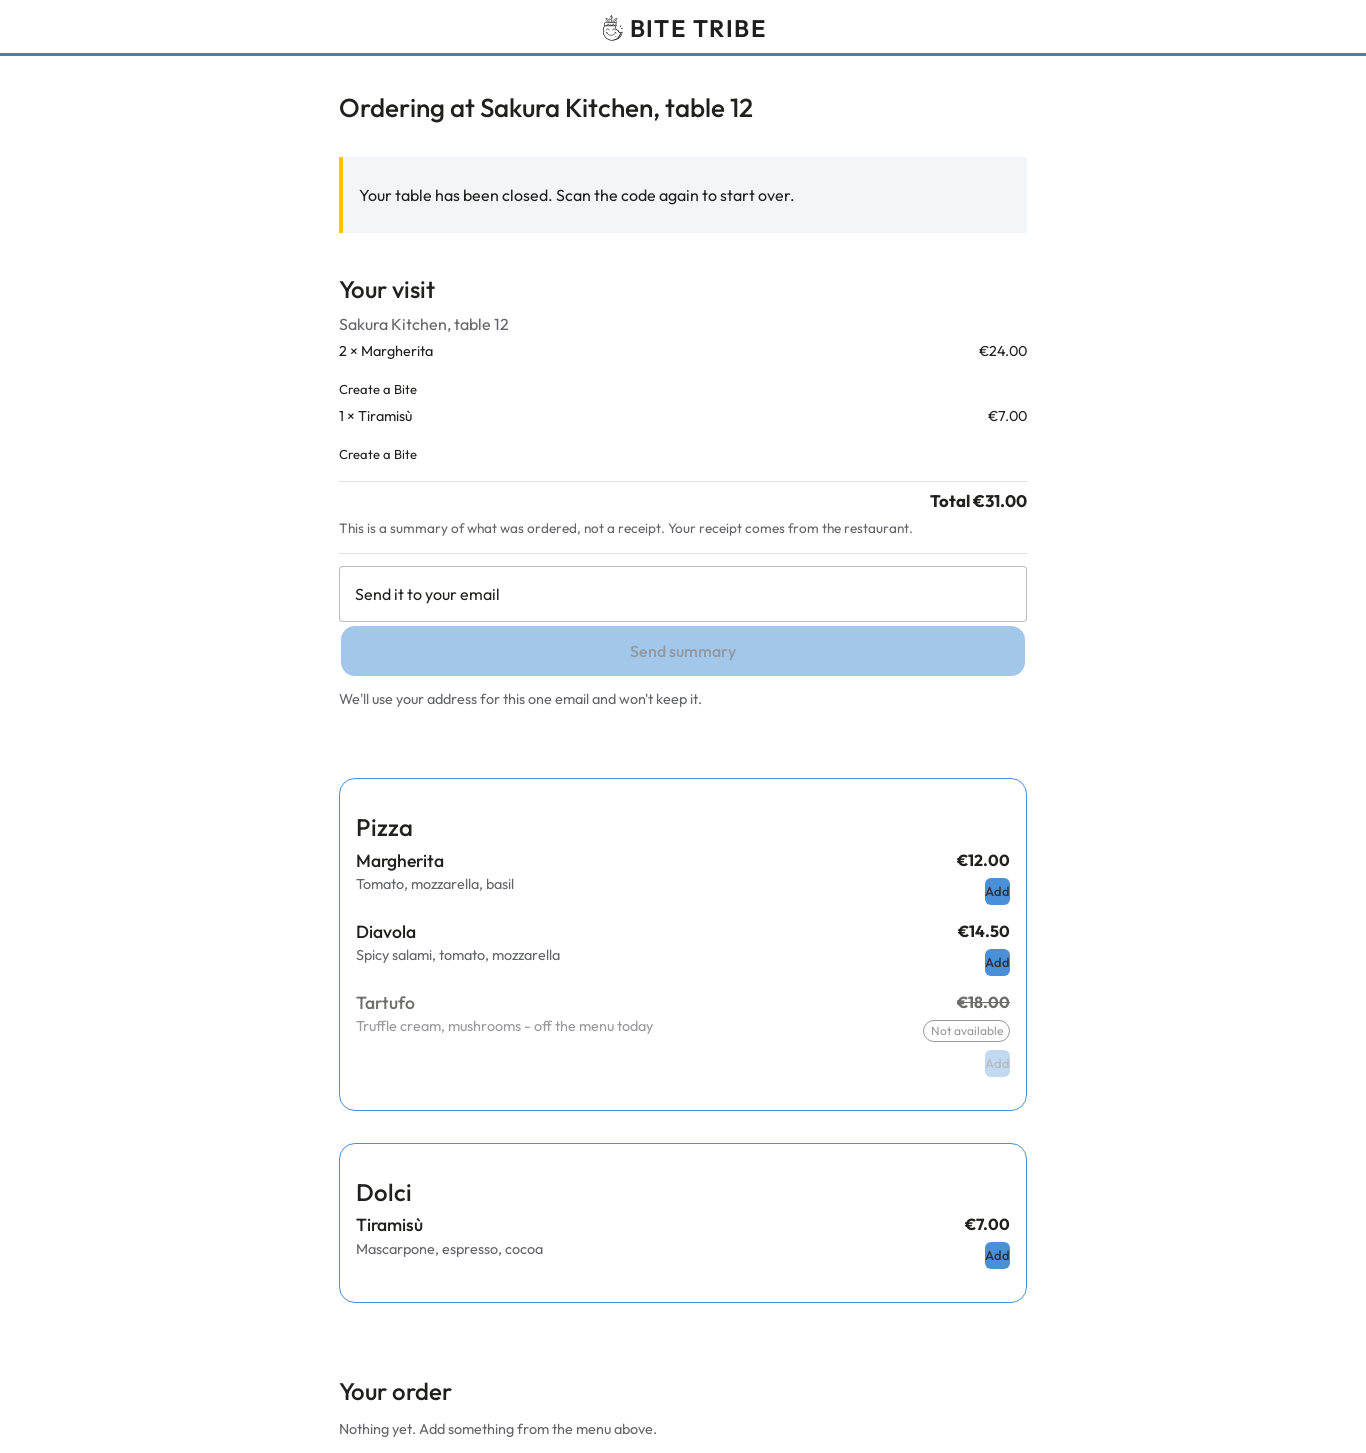 BITE TRIBE
Ordering at Sakura Kitchen, table 12
Your table has been closed. Scan the code again to start over.
Your visit
Sakura Kitchen, table 12
2 × Margherita €24.00
Create a Bite
1 × Tiramisù €7.00
Create a Bite
Total €31.00
This is a summary of what was ordered, not a receipt. Your receipt comes from the restaurant.
Send it to your email
Send summary
We'll use your address for this one email and won't keep it.
Pizza
Margherita €12.00
Tomato, mozzarella, basil
Add
Diavola €14.50
Spicy salami, tomato, mozzarella
Add
Tartufo €18.00
Truffle cream, mushrooms - off the menu today
Not available
Add
Dolci
Tiramisù €7.00
Mascarpone, espresso, cocoa
Add
Your order
Nothing yet. Add something from the menu above.